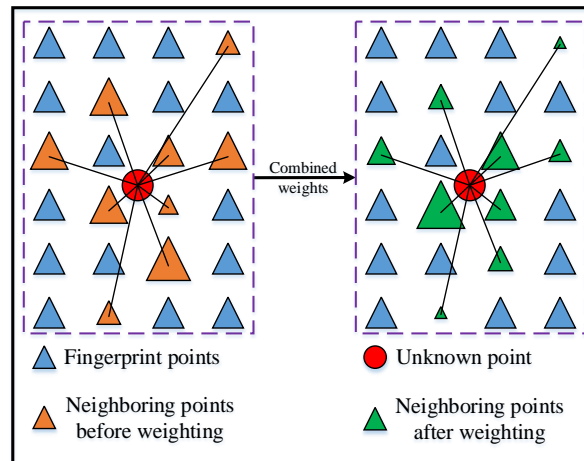 Combined
weights
Fingerprint points
Unknown point
Neighboring points
before weighting
Neighboring points
after weighting